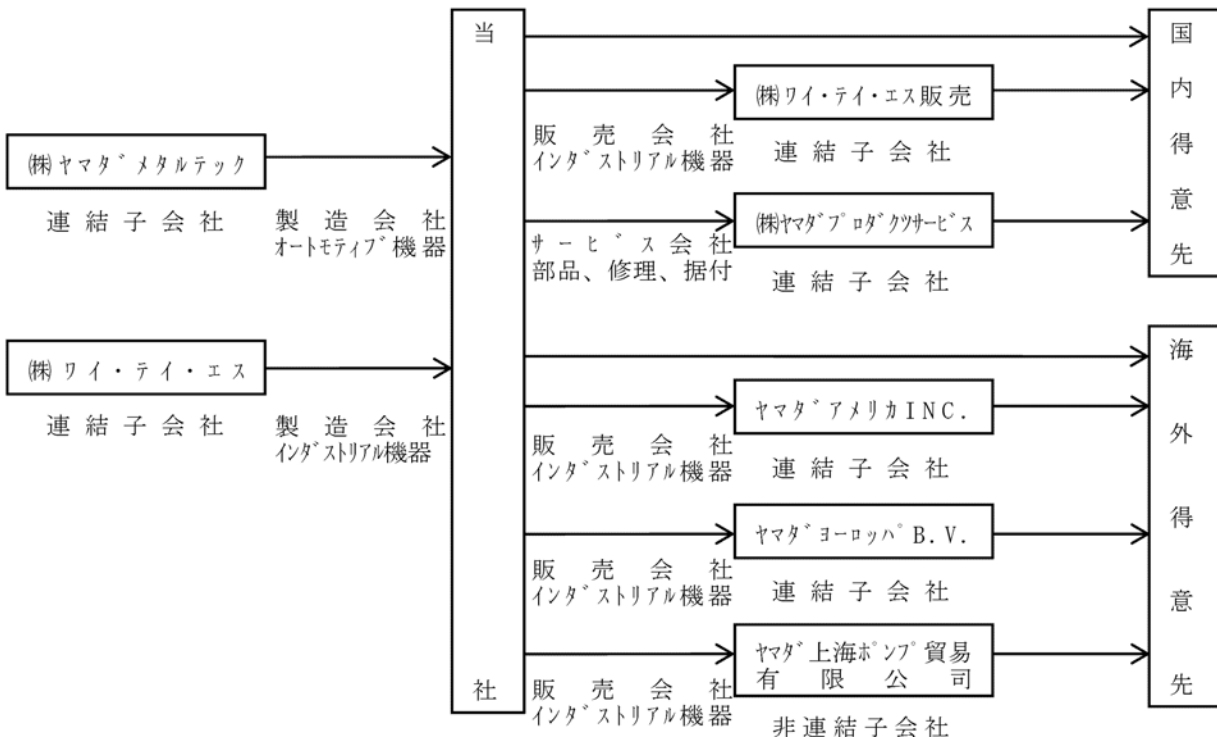 ㈱ヤマダメタルテック
連結子会社
製造会社
オートモティブ機器
㈱ワイ・テイ・エス
連結子会社
製造会社
インダストリアル機器
当社
販売会社
インダストリアル機器
㈱ワイ・テイ・エス販売
連結子会社
サービス会社
部品、修理、据付
㈱ヤマダプロダクツサービス
連結子会社
国内得意先
販売会社
インダストリアル機器
ヤマダアメリカINC.
連結子会社
販売会社
インダストリアル機器
ヤマダヨーロッパB.V.
連結子会社
販売会社
インダストリアル機器
ヤマダ上海ポンプ貿易
有限公司
非連結子会社
海外得意先